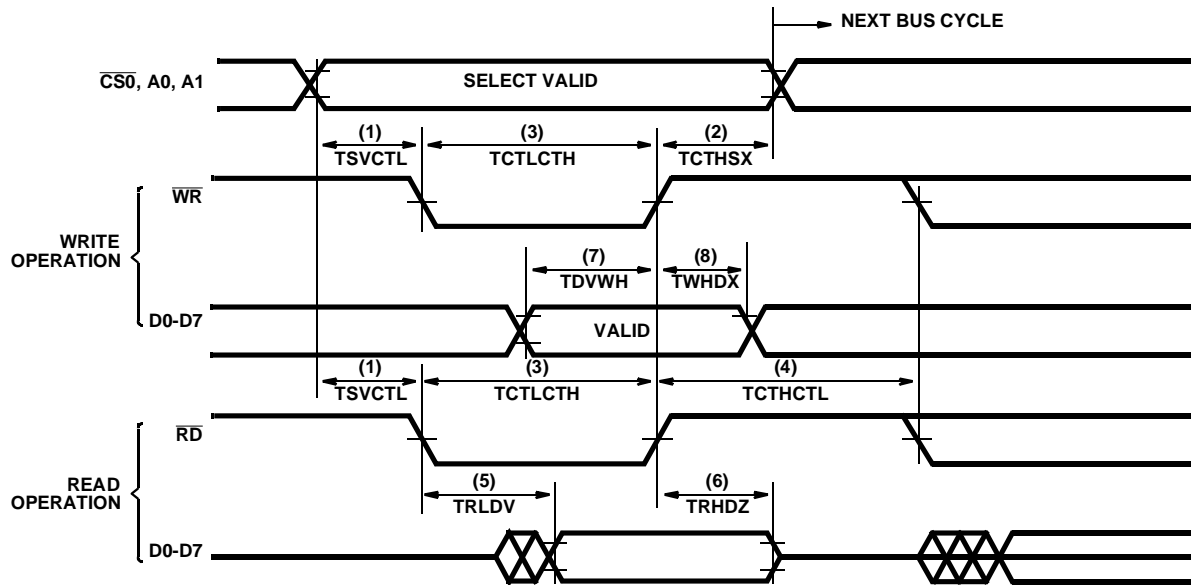 NEXT BUS CYCLE
CS0, A0, A1
SELECT VALID
(1) (3) (2)
TSVCTL TCTLCTH TCTHSX
WR
WRITE
OPERATION
(7) (8)
TDVWH TWHDX
D0-D7
VALID
(1) (3) (4)
TSVCTL TCTLCTH TCTHCTL
RD
READ
OPERATION
(5) (6)
TRLDV TRHDZ
D0-D7